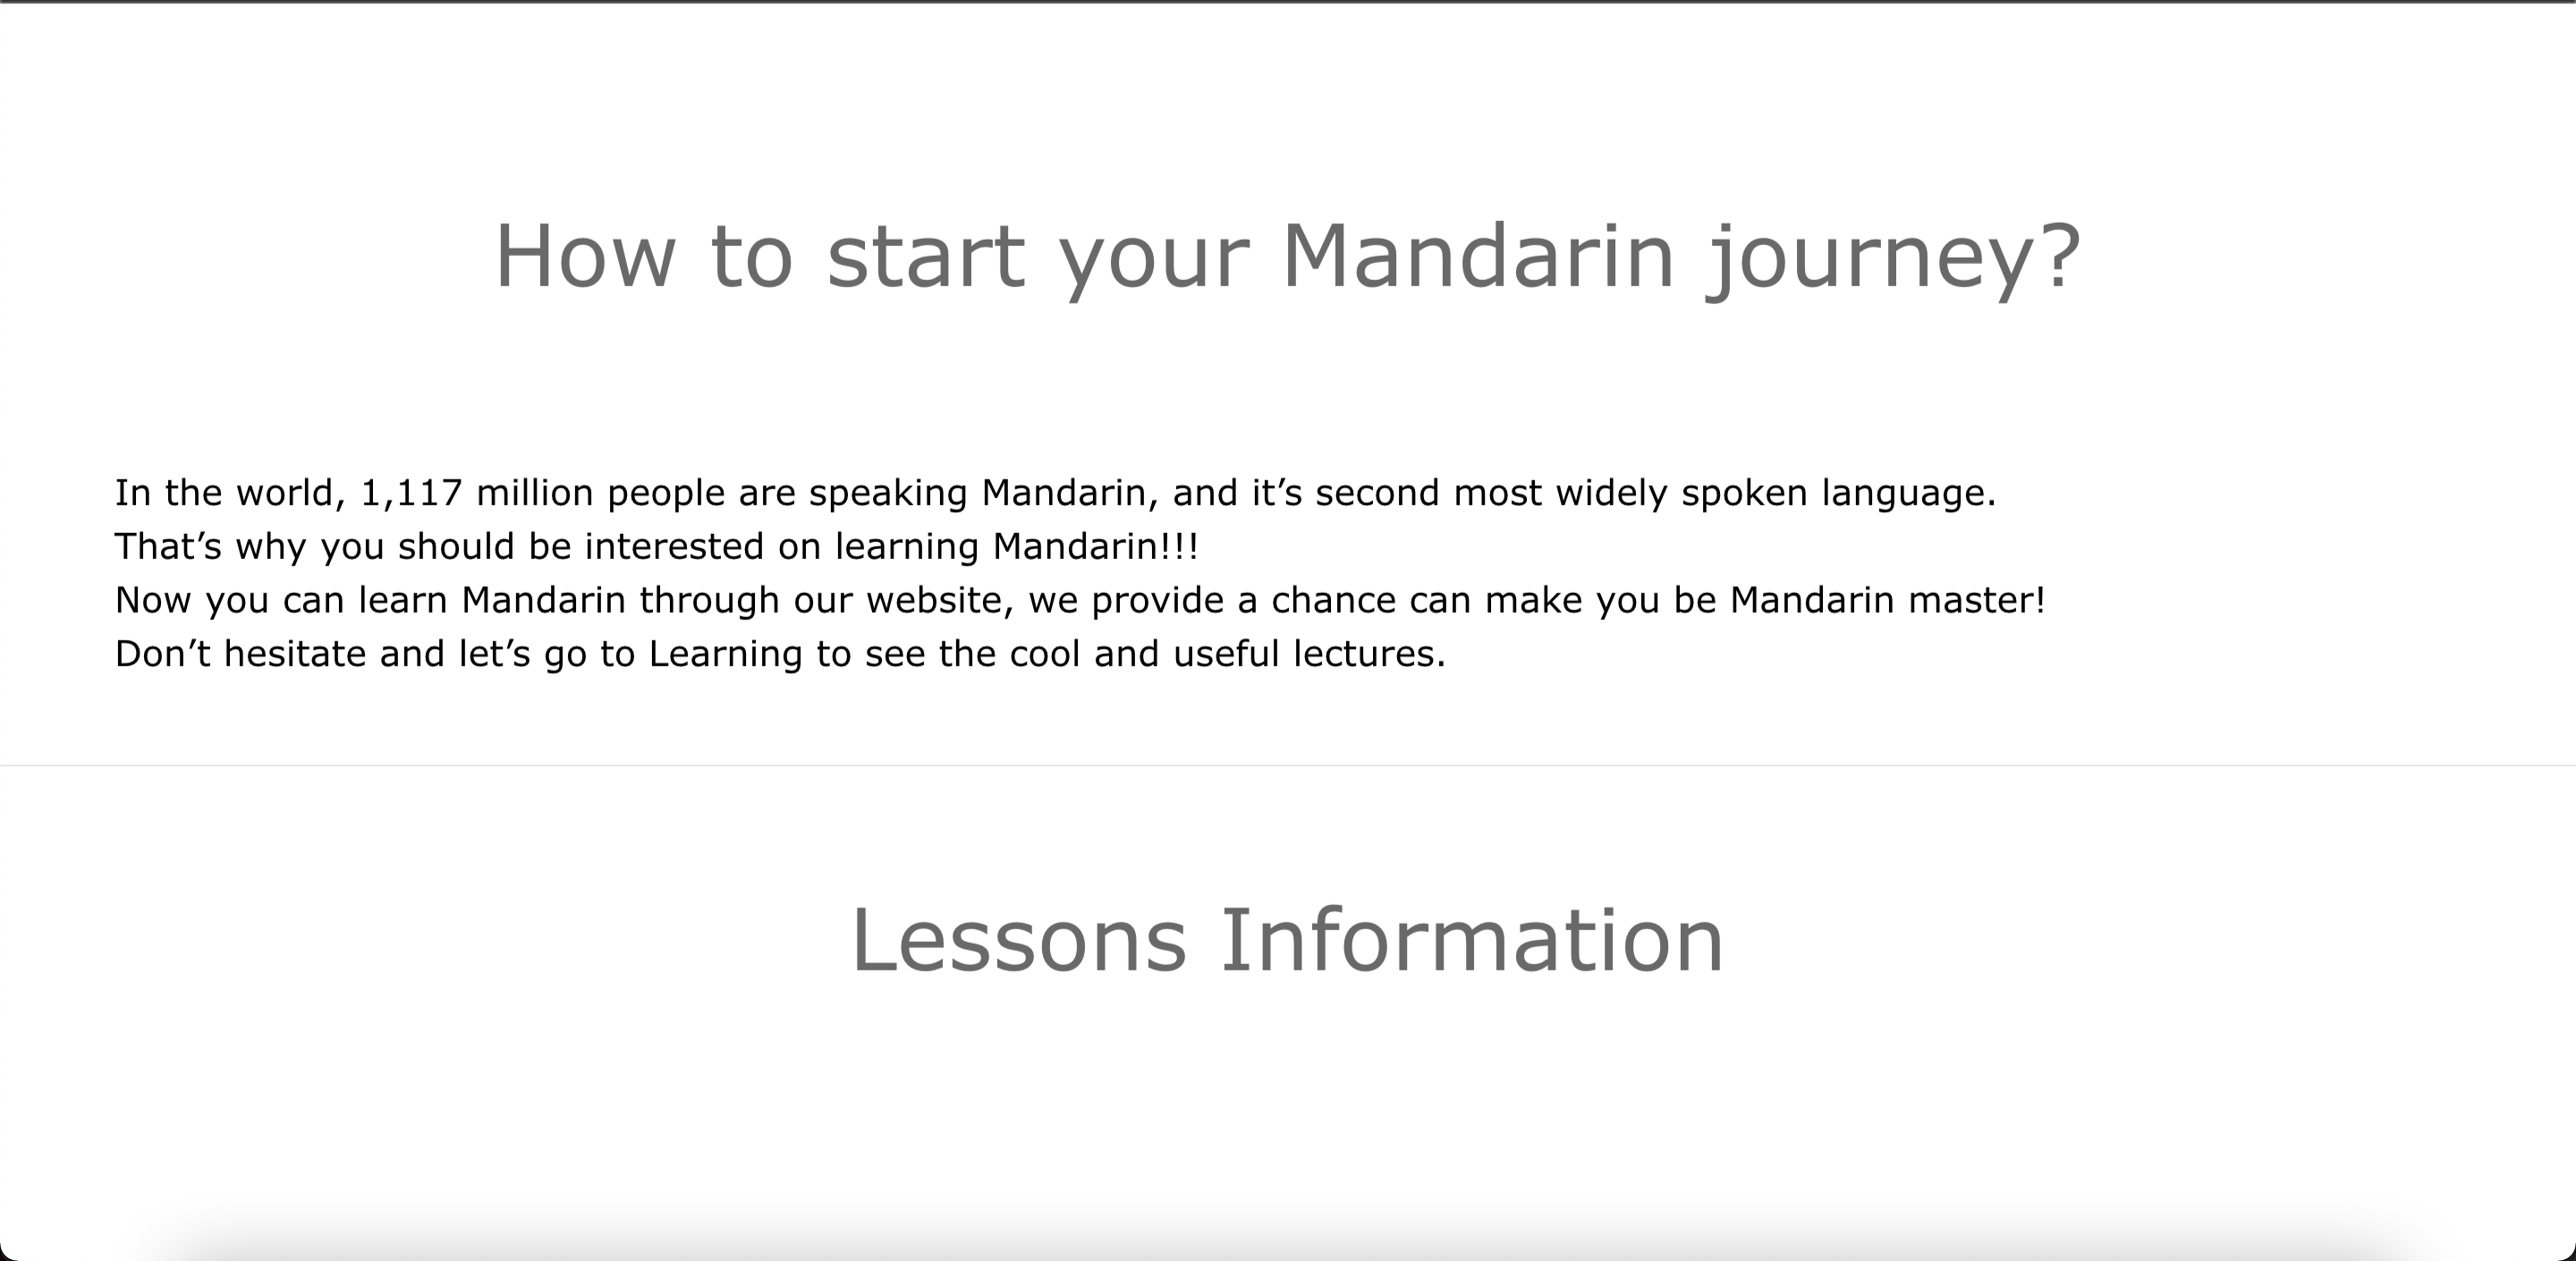 How to start your Mandarin journey?
In the world, 1,117 million people are speaking Mandarin, and it’s second most widely spoken language.
That’s why you should be interested on learning Mandarin!!!
Now you can learn Mandarin through our website, we provide a chance can make you be Mandarin master!
Don’t hesitate and let’s go to Learning to see the cool and useful lectures.
Lessons Information